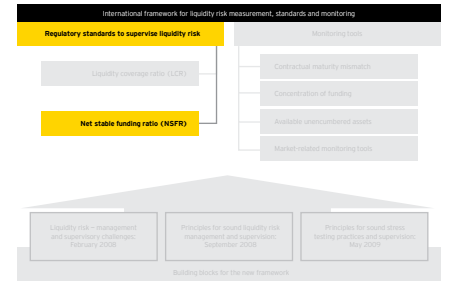 International framework for liquidity risk measurement, standards and monitoring
Regulatory standards to supervise liquidity risk
Monitoring tools
Liquidity coverage ratio (LCR)
Net stable funding ratio (NSFR)
Contractual maturity mismatch
Concentration of funding
Available unencumbered assets
Market-related monitoring tools
Liquidity risk – management
and supervisory challenges:
February 2008
Principles for sound liquidity risk
management and supervision:
September 2008
Principles for sound stress
testing practices and supervision:
May 2009
Building blocks for the new framework